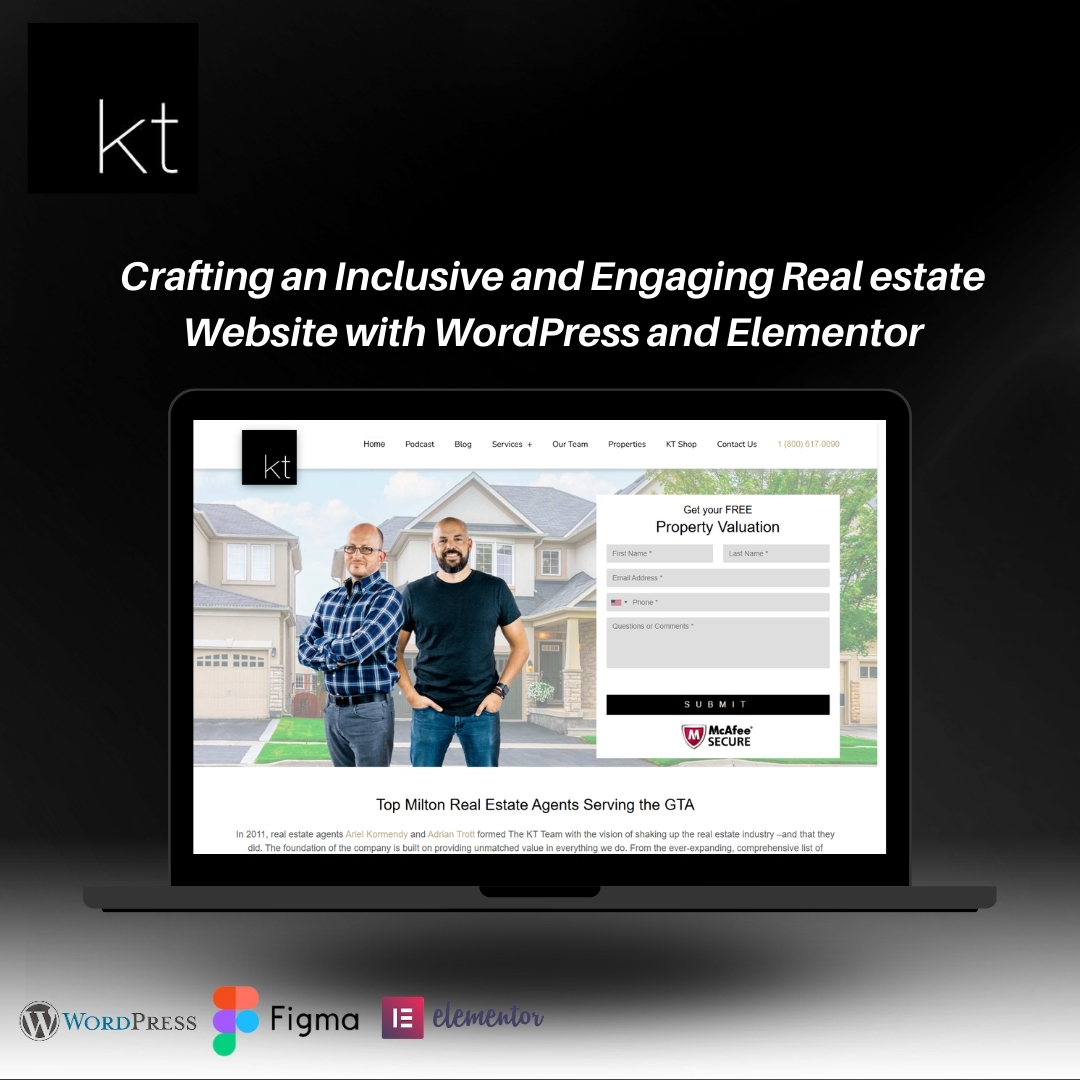 kt
Crafting an Inclusive and Engaging Real estate
Website with WordPress and Elementor
kt
Home Podcast Blog Services + Our Team Properties KT Shop Contact Us 1 (800) 617-0090
Get your FREE
Property Valuation
First Name * Last Name *
Email Address *
Phone *
Questions or Comments *
SUBMIT
McAfee®
SECURE
Top Milton Real Estate Agents Serving the GTA
In 2011, real estate agents Ariel Kormendy and Adrian Trott formed The KT Team with the vision of shaking up the real estate industry –and that they
did. The foundation of the company is built on providing unmatched value in everything we do. From the ever-expanding, comprehensive list of
WORDPRESS Figma elementor